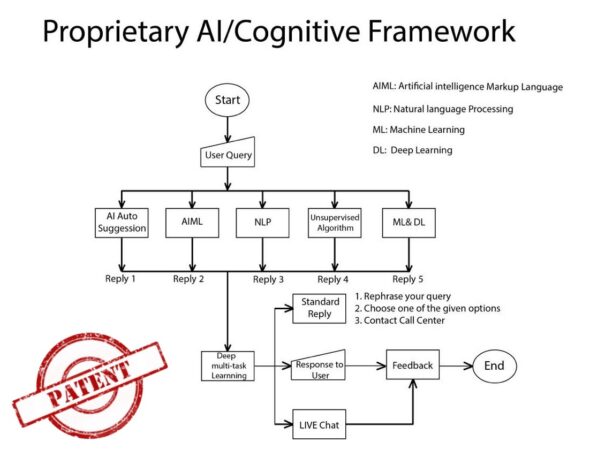 Proprietary AI/Cognitive Framework
AIML: Artificial intelligence Markup Language
NLP: Natural language Processing
ML: Machine Learning
DL: Deep Learning
Start
User Query
AI Auto
Suggession
AIML
NLP
Unsupervised
Algorithm
ML& DL
Reply 1
Reply 2
Reply 3
Reply 4
Reply 5
Standard
Reply
1. Rephrase your query
2. Choose one of the given options
3. Contact Call Center
Deep
multi-task
Learnning
Response to
User
Feedback
End
LIVE Chat
PATENT